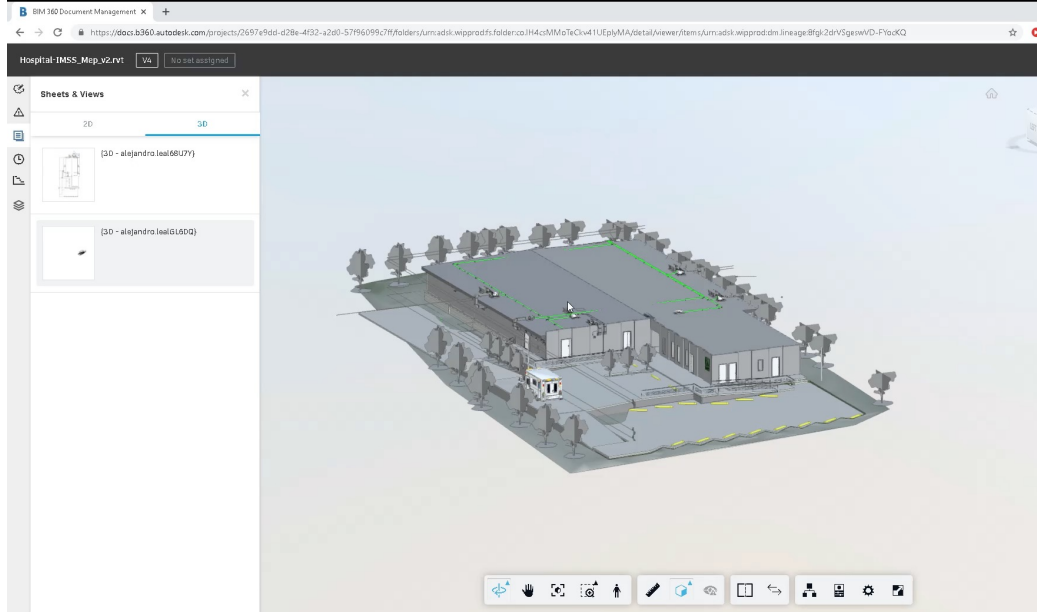 BIM 360 Document Management
https://docs.b360.autodesk.com/projects/2697e9dd-d28e-4f32-a2d0-57f96099c7ff/folders/urn:adsk.wipprod:fs.folder:co.IH4csMMoTeCkv41UEplyMA/detail/viewer/items/urn:adsk.wipprod:dm.lineage:8fgk2drVSgeswVD-FYocKQ
Hospital-IMSS_Mep_v2.rvt V4 No set assigned
Sheets & Views
2D 3D
{3D - alejandro.leal68U7Y}
{3D - alejandro.lealGL6DQ}